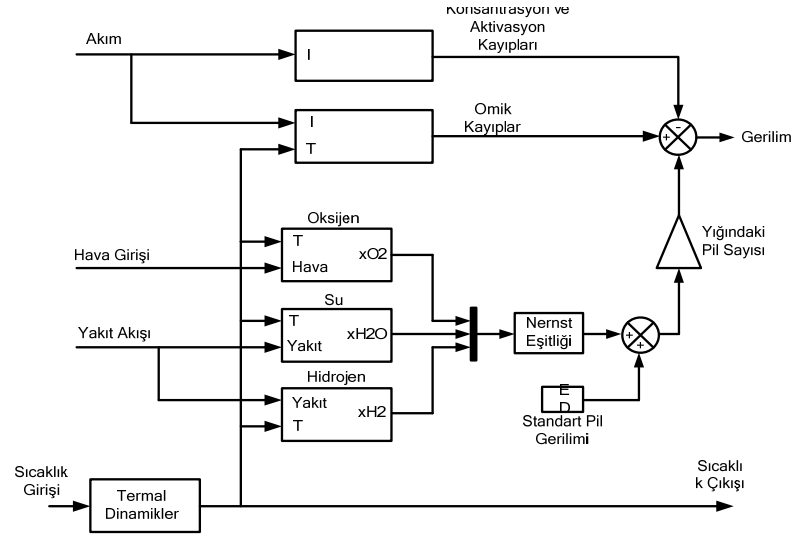 Konsantrasyon ve
Aktivasyon
Kayıpları
Akım
I
Omik
Kayıplar
I
T
-
+
Gerilim
Oksijen
T
xO2
Hava
Hava Girişi
Yığındaki
Pil Sayısı
Su
T
xH2O
Yakıt
Yakıt Akışı
Nernst
Eşitliği
+
+
Hidrojen
Yakıt
xH2
T
E
D
Standart Pil
Gerilimi
Sıcaklık
Girişi
Termal
Dinamikler
Sıcaklı
k Çıkışı